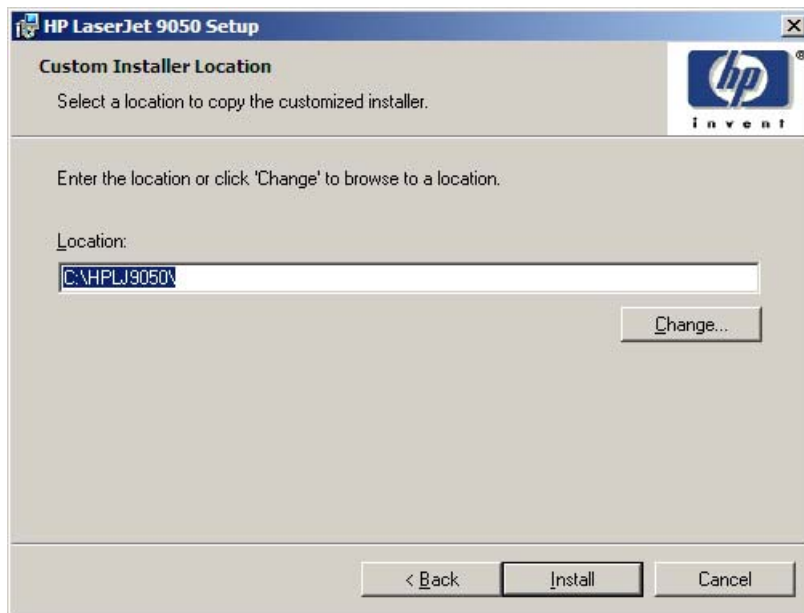 HP LaserJet 9050 Setup
Custom Installer Location
Select a location to copy the customized installer.
hp
®
invent
Enter the location or click 'Change' to browse to a location.
Location:
C:\HPLJ9050\
Change...
< Back
Install
Cancel